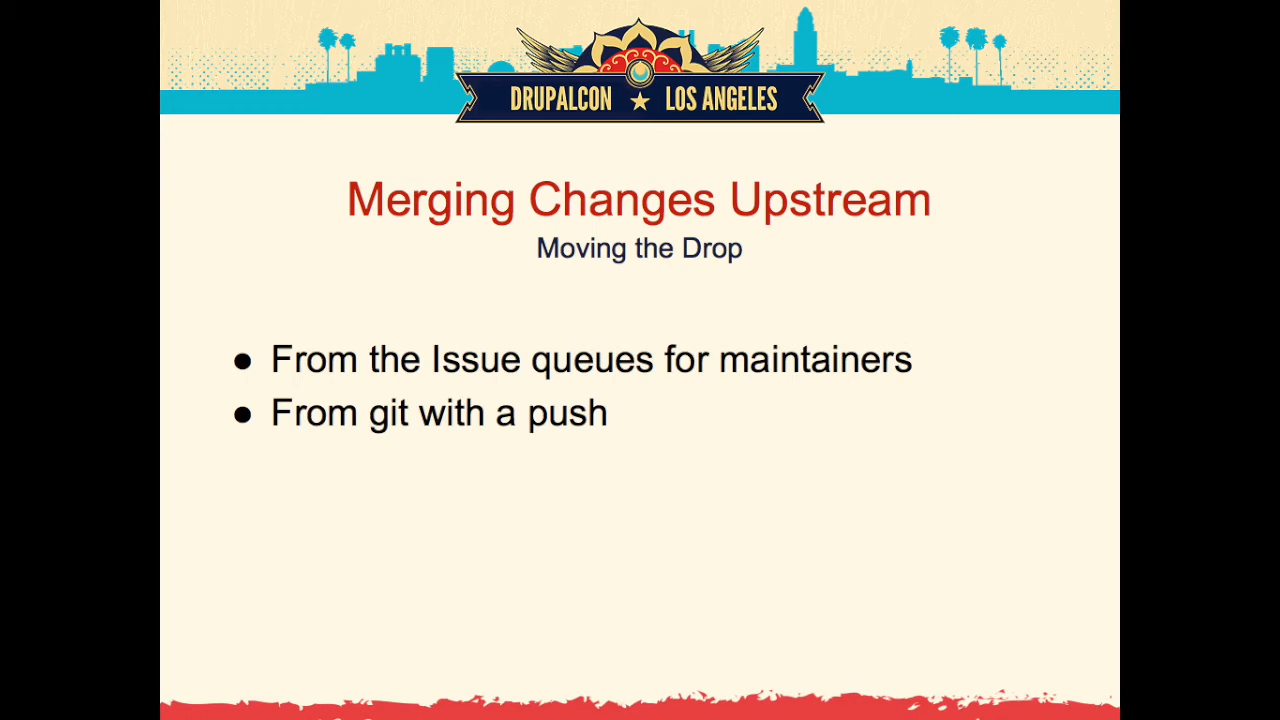 DRUPALCON ★ LOS ANGELES
Merging Changes Upstream
Moving the Drop
● From the Issue queues for maintainers
● From git with a push